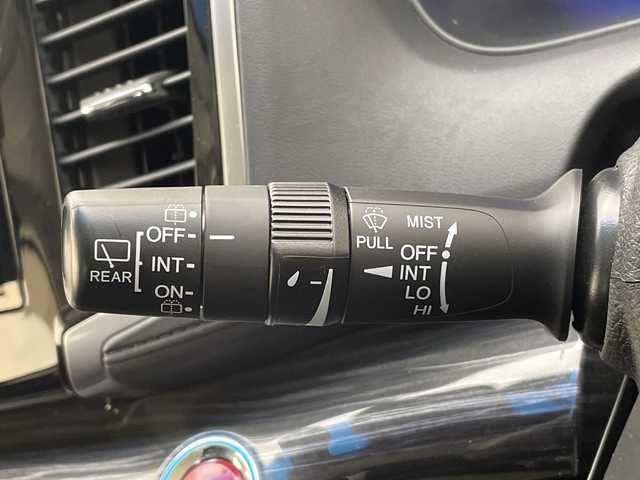 REAR
OFF
INT
ON
PULL
MIST
OFF
INT
LO
HI